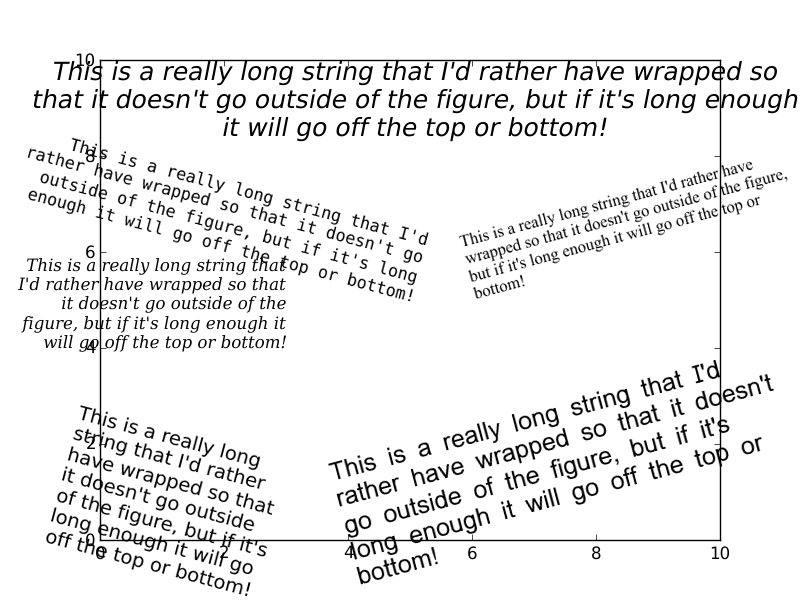 10
This is a really long string that I'd rather have wrapped so
that it doesn't go outside of the figure, but if it's long enough
it will go off the top or bottom!
8
This is a really long string that I'd
rather have wrapped so that it doesn't go
outside of the figure, but if it's long
enough it will go off the top or bottom!
This is a really long string that I'd rather have
wrapped so that it doesn't go outside of the figure,
but if it's long enough it will go off the top or
bottom!
6
This is a really long string that
I'd rather have wrapped so that
it doesn't go outside of the
figure, but if it's long enough it
will go off the top or bottom!
4
This is a really long
string that I'd rather
have wrapped so that
it doesn't go outside
of the figure, but if it's
long enough it will go
off the top or bottom!
2
This is a really long string that I'd
rather have wrapped so that it doesn't
go outside of the figure, but if it's
long enough it will go off the top or
bottom!
0
0 2 4 6 8 10